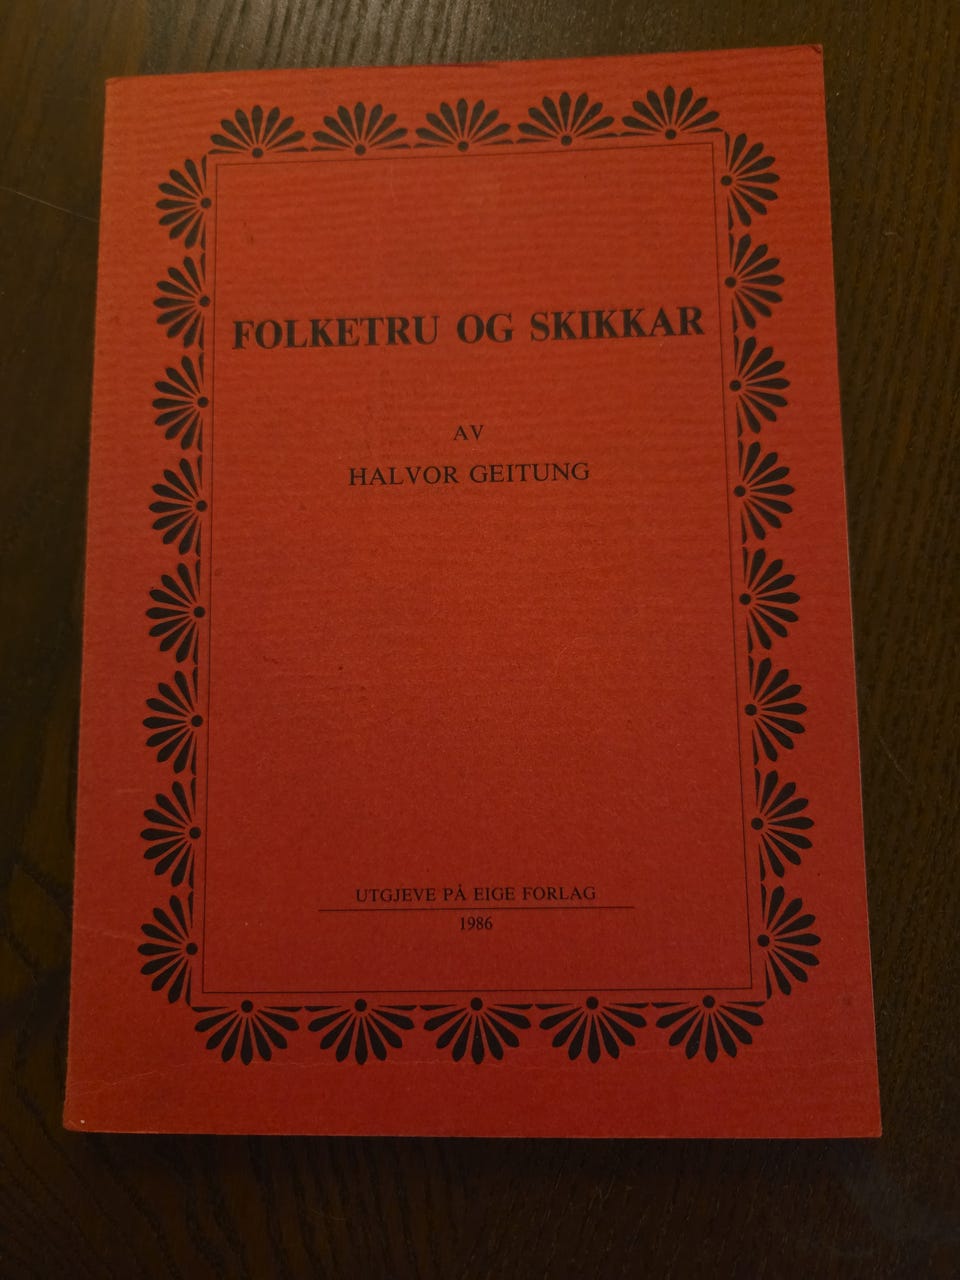 FOLKETRU OG SKIKKAR
AV
HALVOR GEITUNG
UTGJEVE PÅ EIGE FORLAG
1986